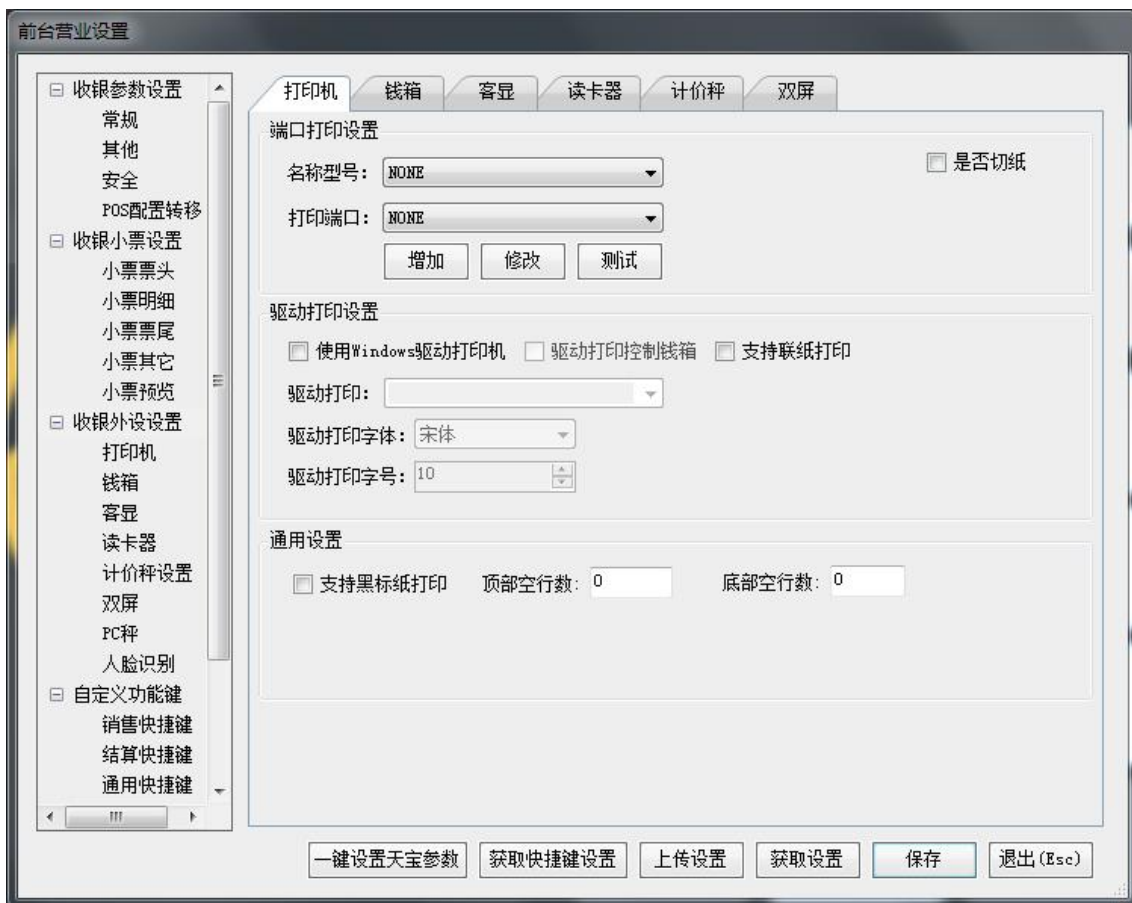 前台营业设置
收银参数设置
常规
其他
安全
POS配置转移
收银小票设置
小票票头
小票明细
小票票尾
小票其它
小票预览
收银外设设置
打印机
钱箱
客显
读卡器
计价秤设置
双屏
PC秤
人脸识别
自定义功能键
销售快捷键
结算快捷键
通用快捷键
打印机 钱箱 客显 读卡器 计价秤 双屏
端口打印设置
名称型号： NONE 是否切纸
打印端口： NONE
增加 修改 测试
驱动打印设置
使用Windows驱动打印机 驱动打印控制钱箱 支持联纸打印
驱动打印：
驱动打印字体： 宋体
驱动打印字号： 10
通用设置
支持黑标纸打印 顶部空行数: 0 底部空行数: 0
一键设置天宝参数 获取快捷键设置 上传设置 获取设置 保存 退出(Esc)